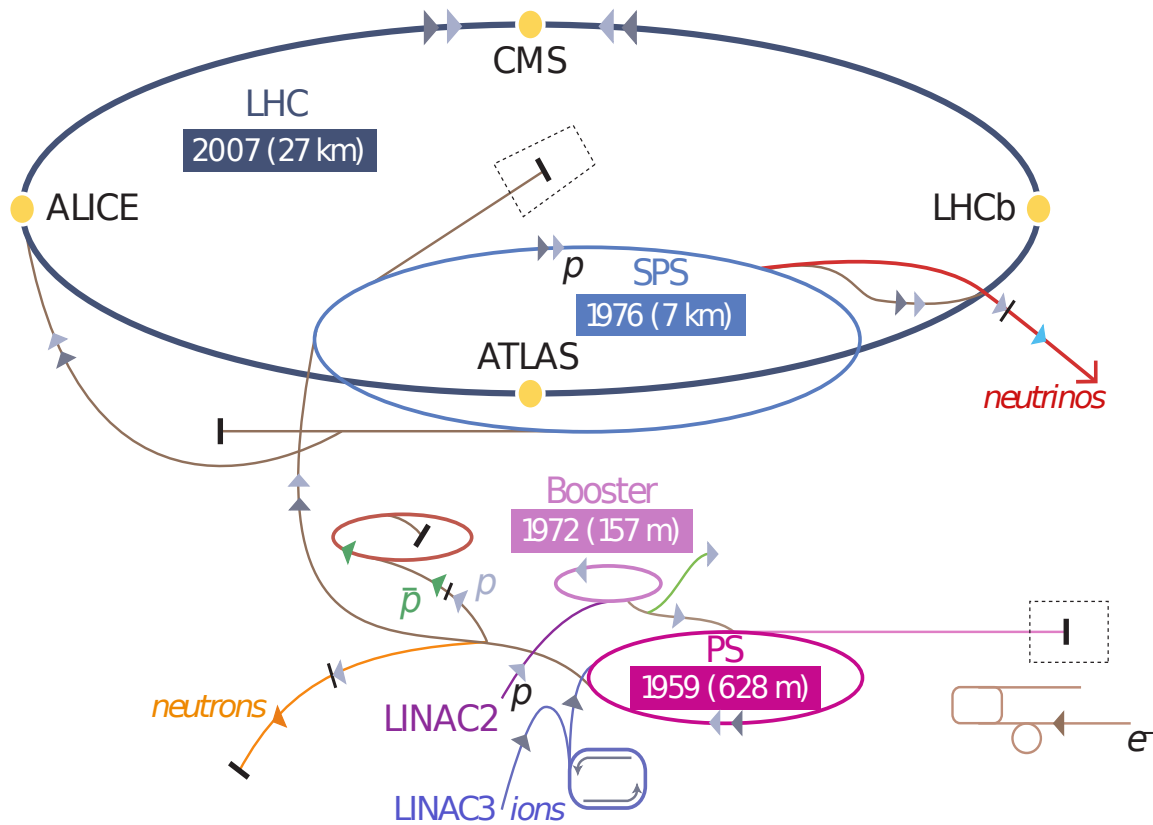 CMS
LHC
2007 (27 km)
ALICE
LHCb
p
SPS
1976 (7 km)
ATLAS
neutrinos
Booster
1972 (157 m)
p̄
p
PS
1959 (628 m)
neutrons
p
LINAC2
e⁻
LINAC3 ions